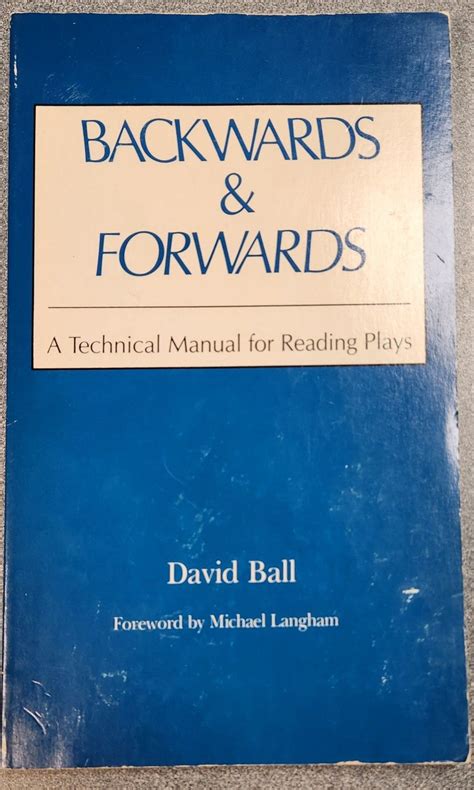 BACKWARDS
&
FORWARDS
A Technical Manual for Reading Plays
David Ball
Foreword by Michael Langham